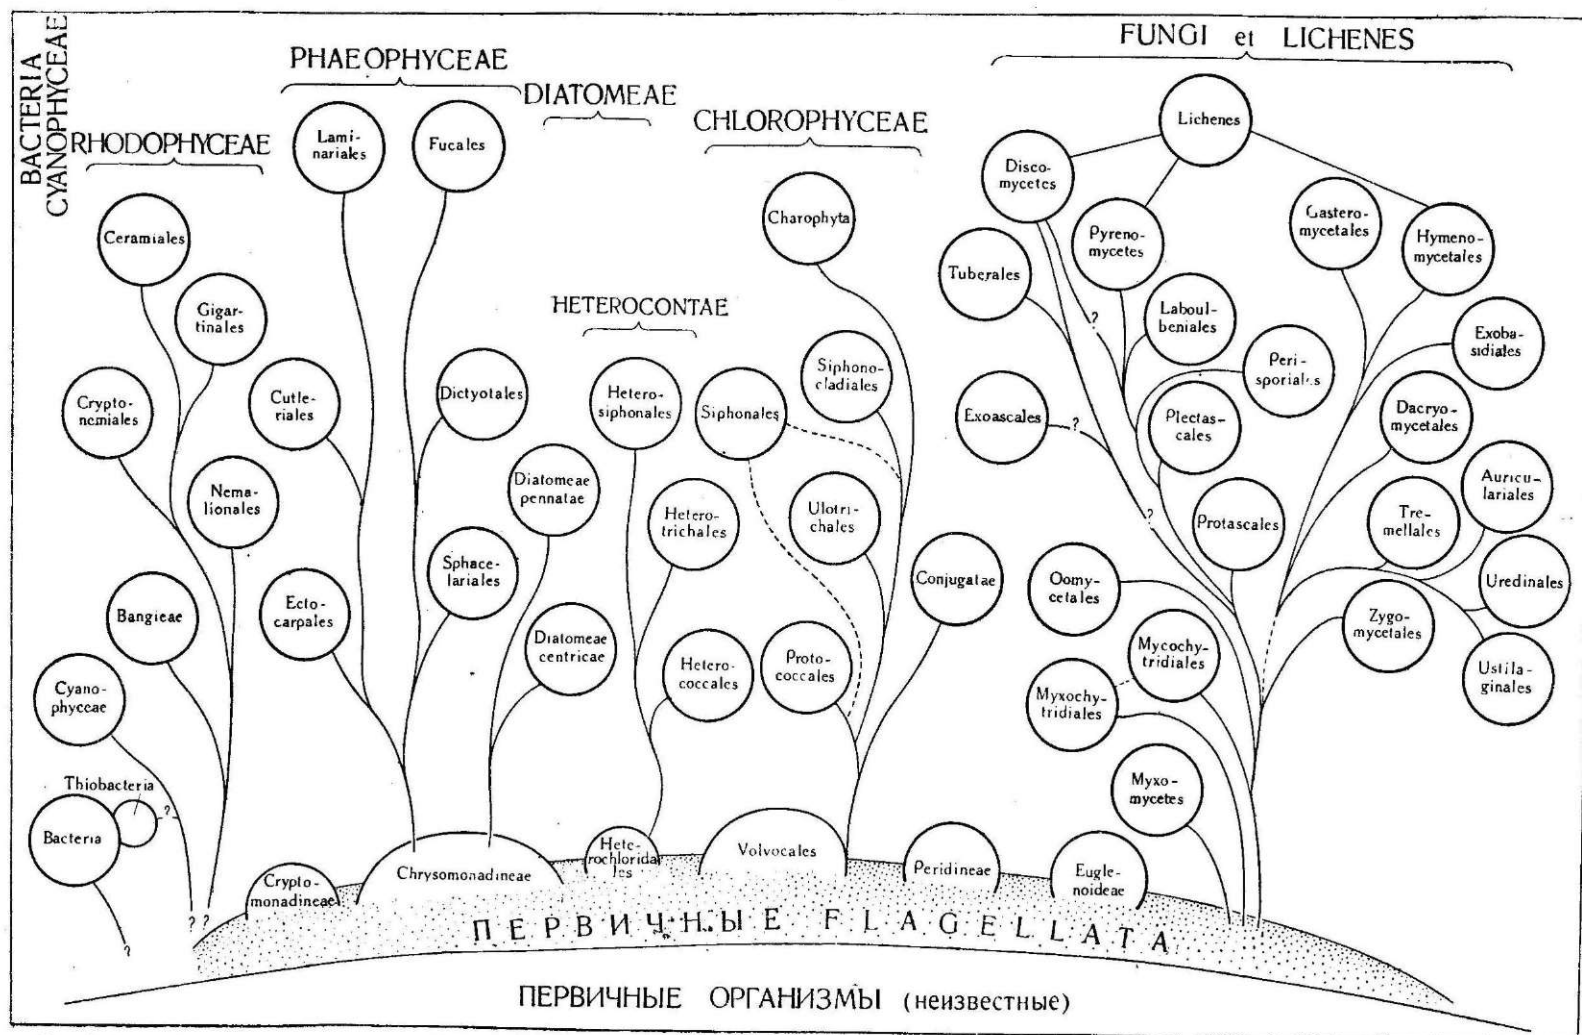 BACTERIA
CYANOPHYCEAE
RHODOPHYCEAE
PHAEOPHYCEAE
DIATOMEAE
HETEROCONTAE
CHLOROPHYCEAE
FUNGI et LICHENES
Ceramiales
Gigar-
tinales
Crypto-
nemiales
Nema-
lionales
Bangieae
Cyano-
phyceae
Thiobacteria
?
Bacteria
?
?
?
Lami-
nariales
Fucales
Cutle-
riales
Dictyotales
Ecto-
carpales
Sphace-
lariales
Diatomeae
pennatae
Diatomeae
centricae
Hetero-
siphonales
Hetero-
trichales
Hetero-
coccales
Charophyta
Siphono-
cladiales
Siphonales
Ulotri-
chales
Conjugatae
Proto-
coccales
Lichenes
Disco-
mycetes
Pyreno-
mycetes
Gastero-
mycetales
Hymeno-
mycetales
Tuberales
?
Laboul-
beniales
Peri-
sporiales
Exoba-
sidiales
Exoascales
?
Plectas-
cales
Dacryo-
mycetales
Auricu-
lariales
?
Protascales
Tre-
mellales
Oomy-
cetales
Uredinales
Zygo-
mycetales
Mycochy-
tridiales
Ustila-
ginales
Myxochy-
tridiales
Myxo-
mycetes
Crypto-
monadineae
Chrysomonadineae
Hete-
rochlorida
les
Volvocales
Peridineae
Eugle-
noideae
ПЕРВИЧНЫЕ FLAGELLATA
ПЕРВИЧНЫЕ ОРГАНИЗМЫ (неизвестные)